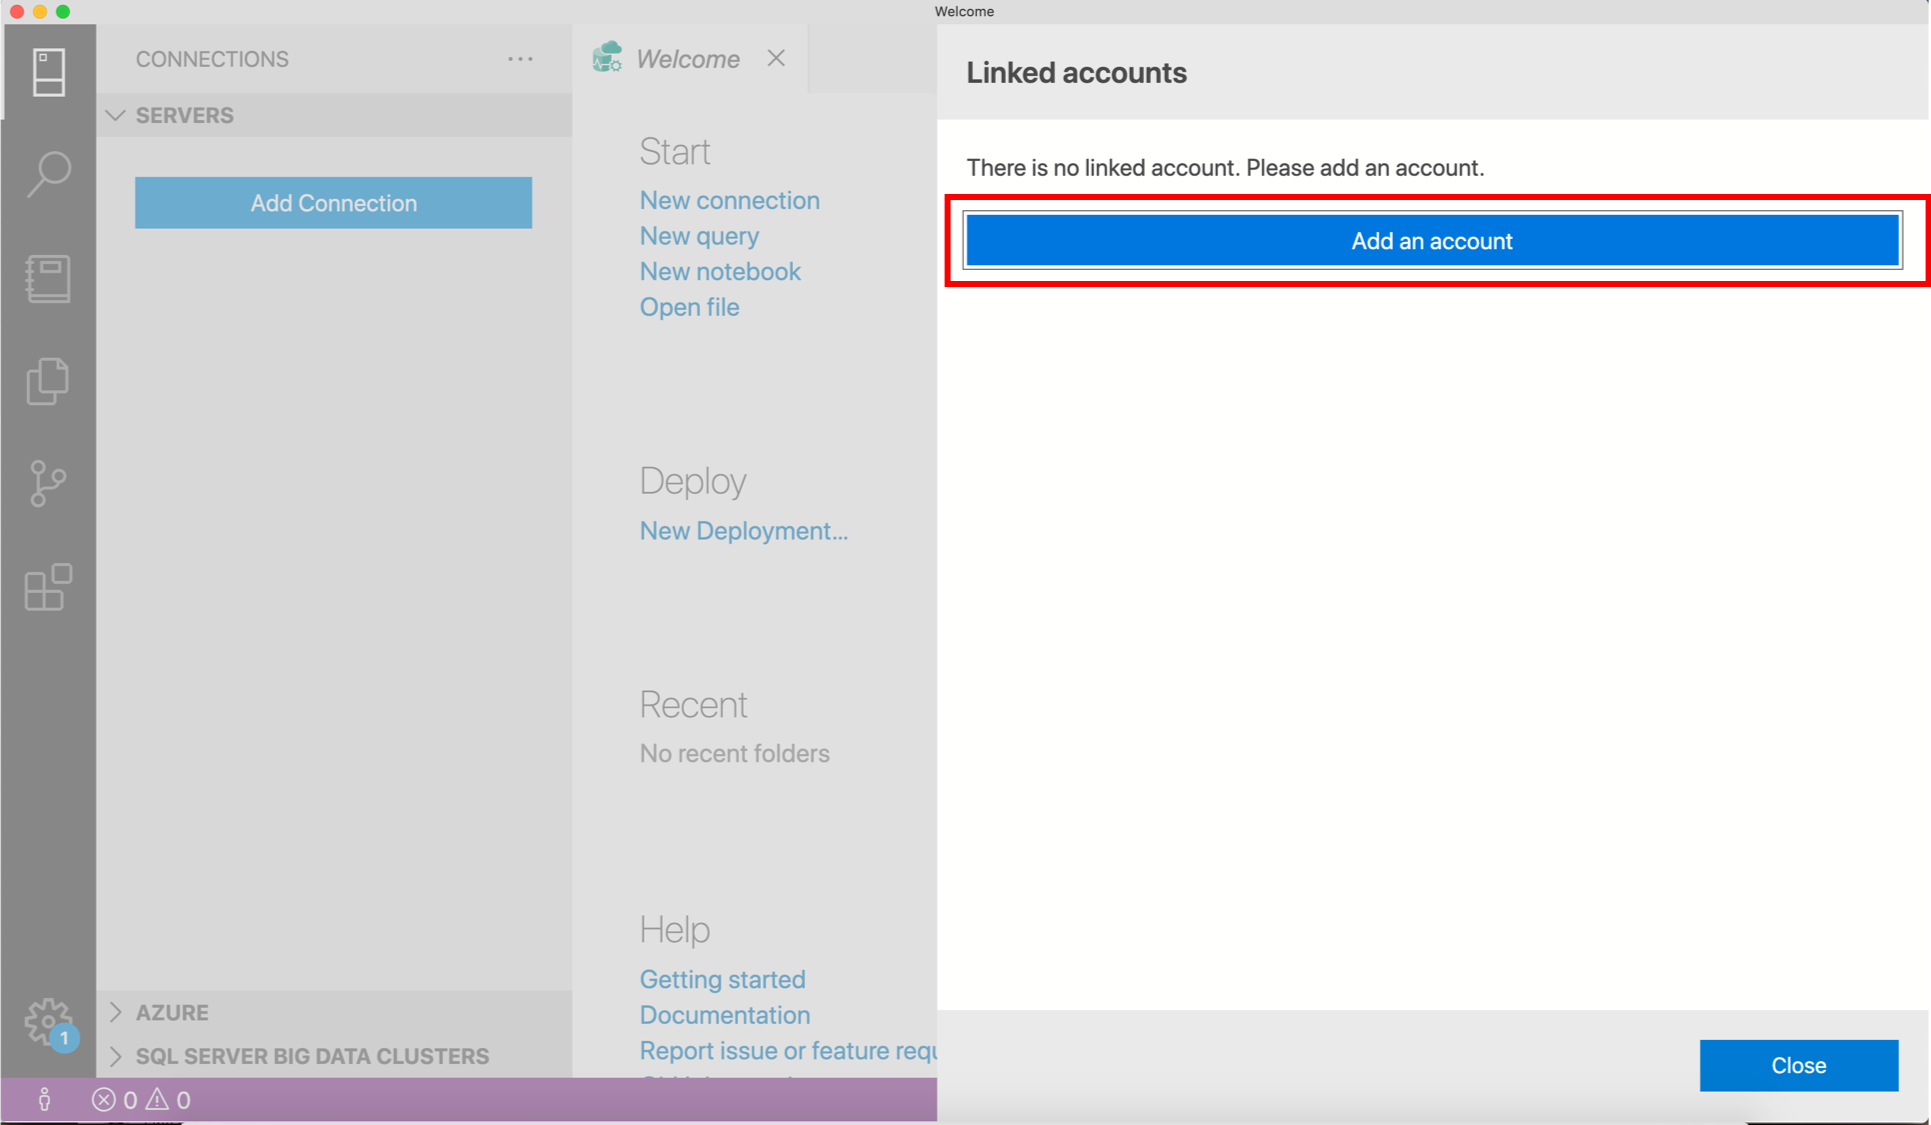 Welcome
CONNECTIONS
SERVERS
Add Connection
Welcome
Start
New connection
New query
New notebook
Open file
Deploy
New Deployment...
Recent
No recent folders
Help
Getting started
Documentation
Report issue or feature requ
AZURE
SQL SERVER BIG DATA CLUSTERS
1
0 0
Linked accounts
There is no linked account. Please add an account.
Add an account
Close